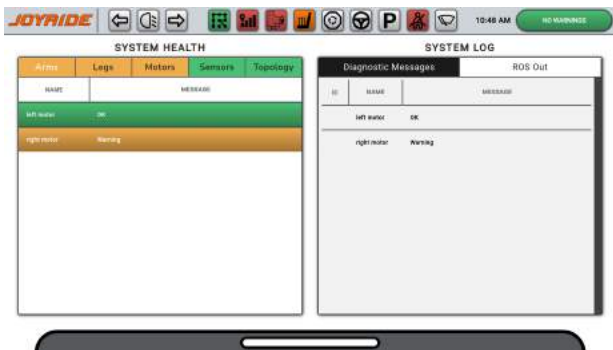 JOYRIDE
P
10:48 AM
NO WARNINGS
SYSTEM HEALTH
SYSTEM LOG
Arms Legs Motors Sensors Topology
Diagnostic Messages ROS Out
NAME MESSAGE
ID NAME MESSAGE
left motor OK
left motor OK
right motor Warning
right motor Warning